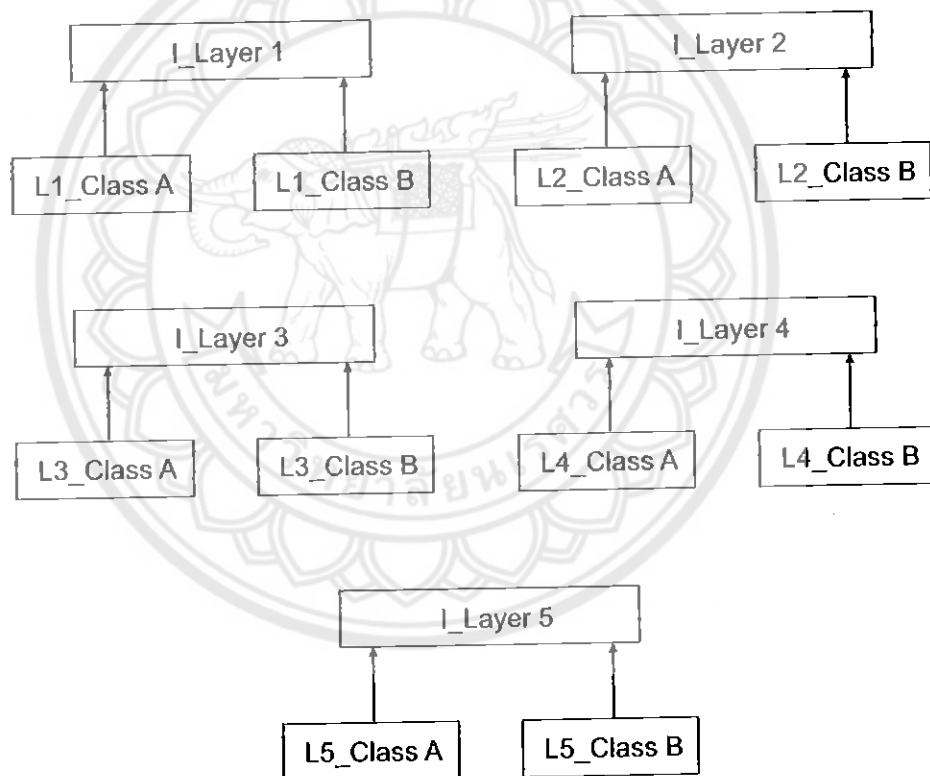 I_Layer 1
I_Layer 2
L1_Class A
L1_Class B
L2_Class A
L2_Class B
I_Layer 3
I_Layer 4
L3_Class A
L3_Class B
L4_Class A
L4_Class B
I_Layer 5
L5_Class A
L5_Class B